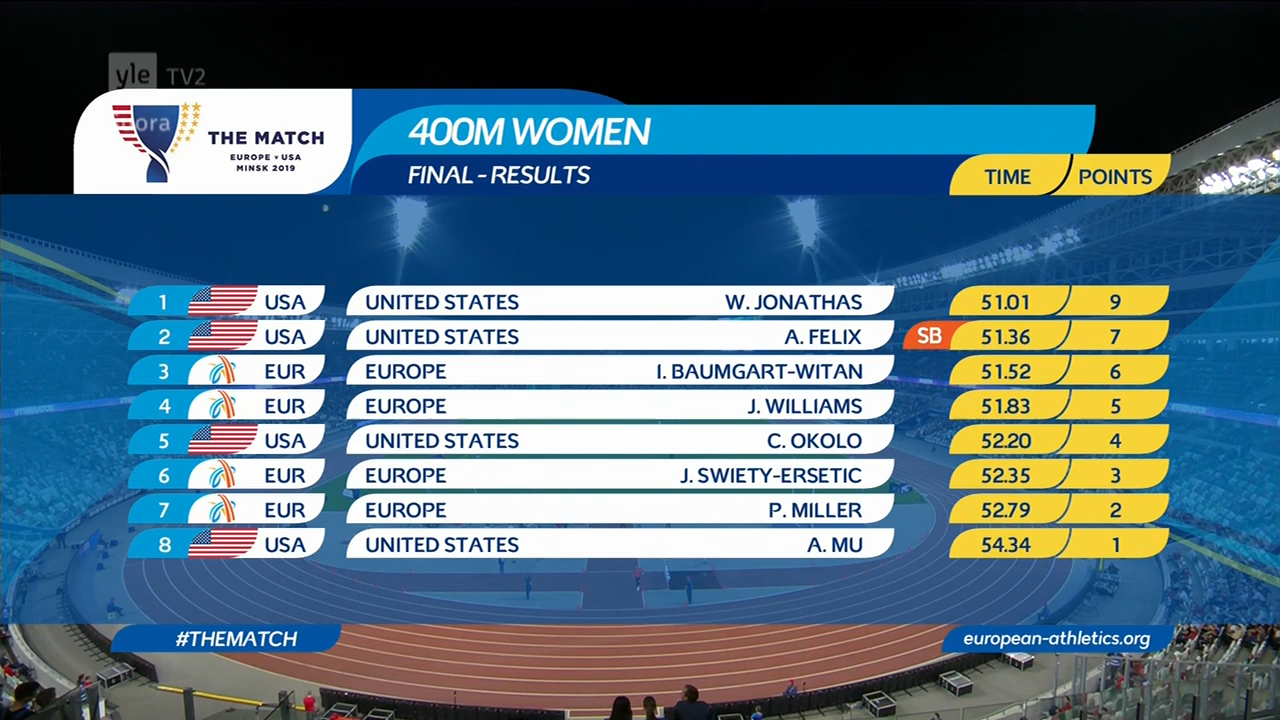 yle TV2
ora
THE MATCH
EUROPE v USA
MINSK 2019
400M WOMEN
FINAL - RESULTS
TIME POINTS
1 USA UNITED STATES W. JONATHAS 51.01 9
2 USA UNITED STATES A. FELIX SB 51.36 7
3 EUR EUROPE I. BAUMGART-WITAN 51.52 6
4 EUR EUROPE J. WILLIAMS 51.83 5
5 USA UNITED STATES C. OKOLO 52.20 4
6 EUR EUROPE J. SWIETY-ERSETIC 52.35 3
7 EUR EUROPE P. MILLER 52.79 2
8 USA UNITED STATES A. MU 54.34 1
#THEMATCH
european-athletics.org